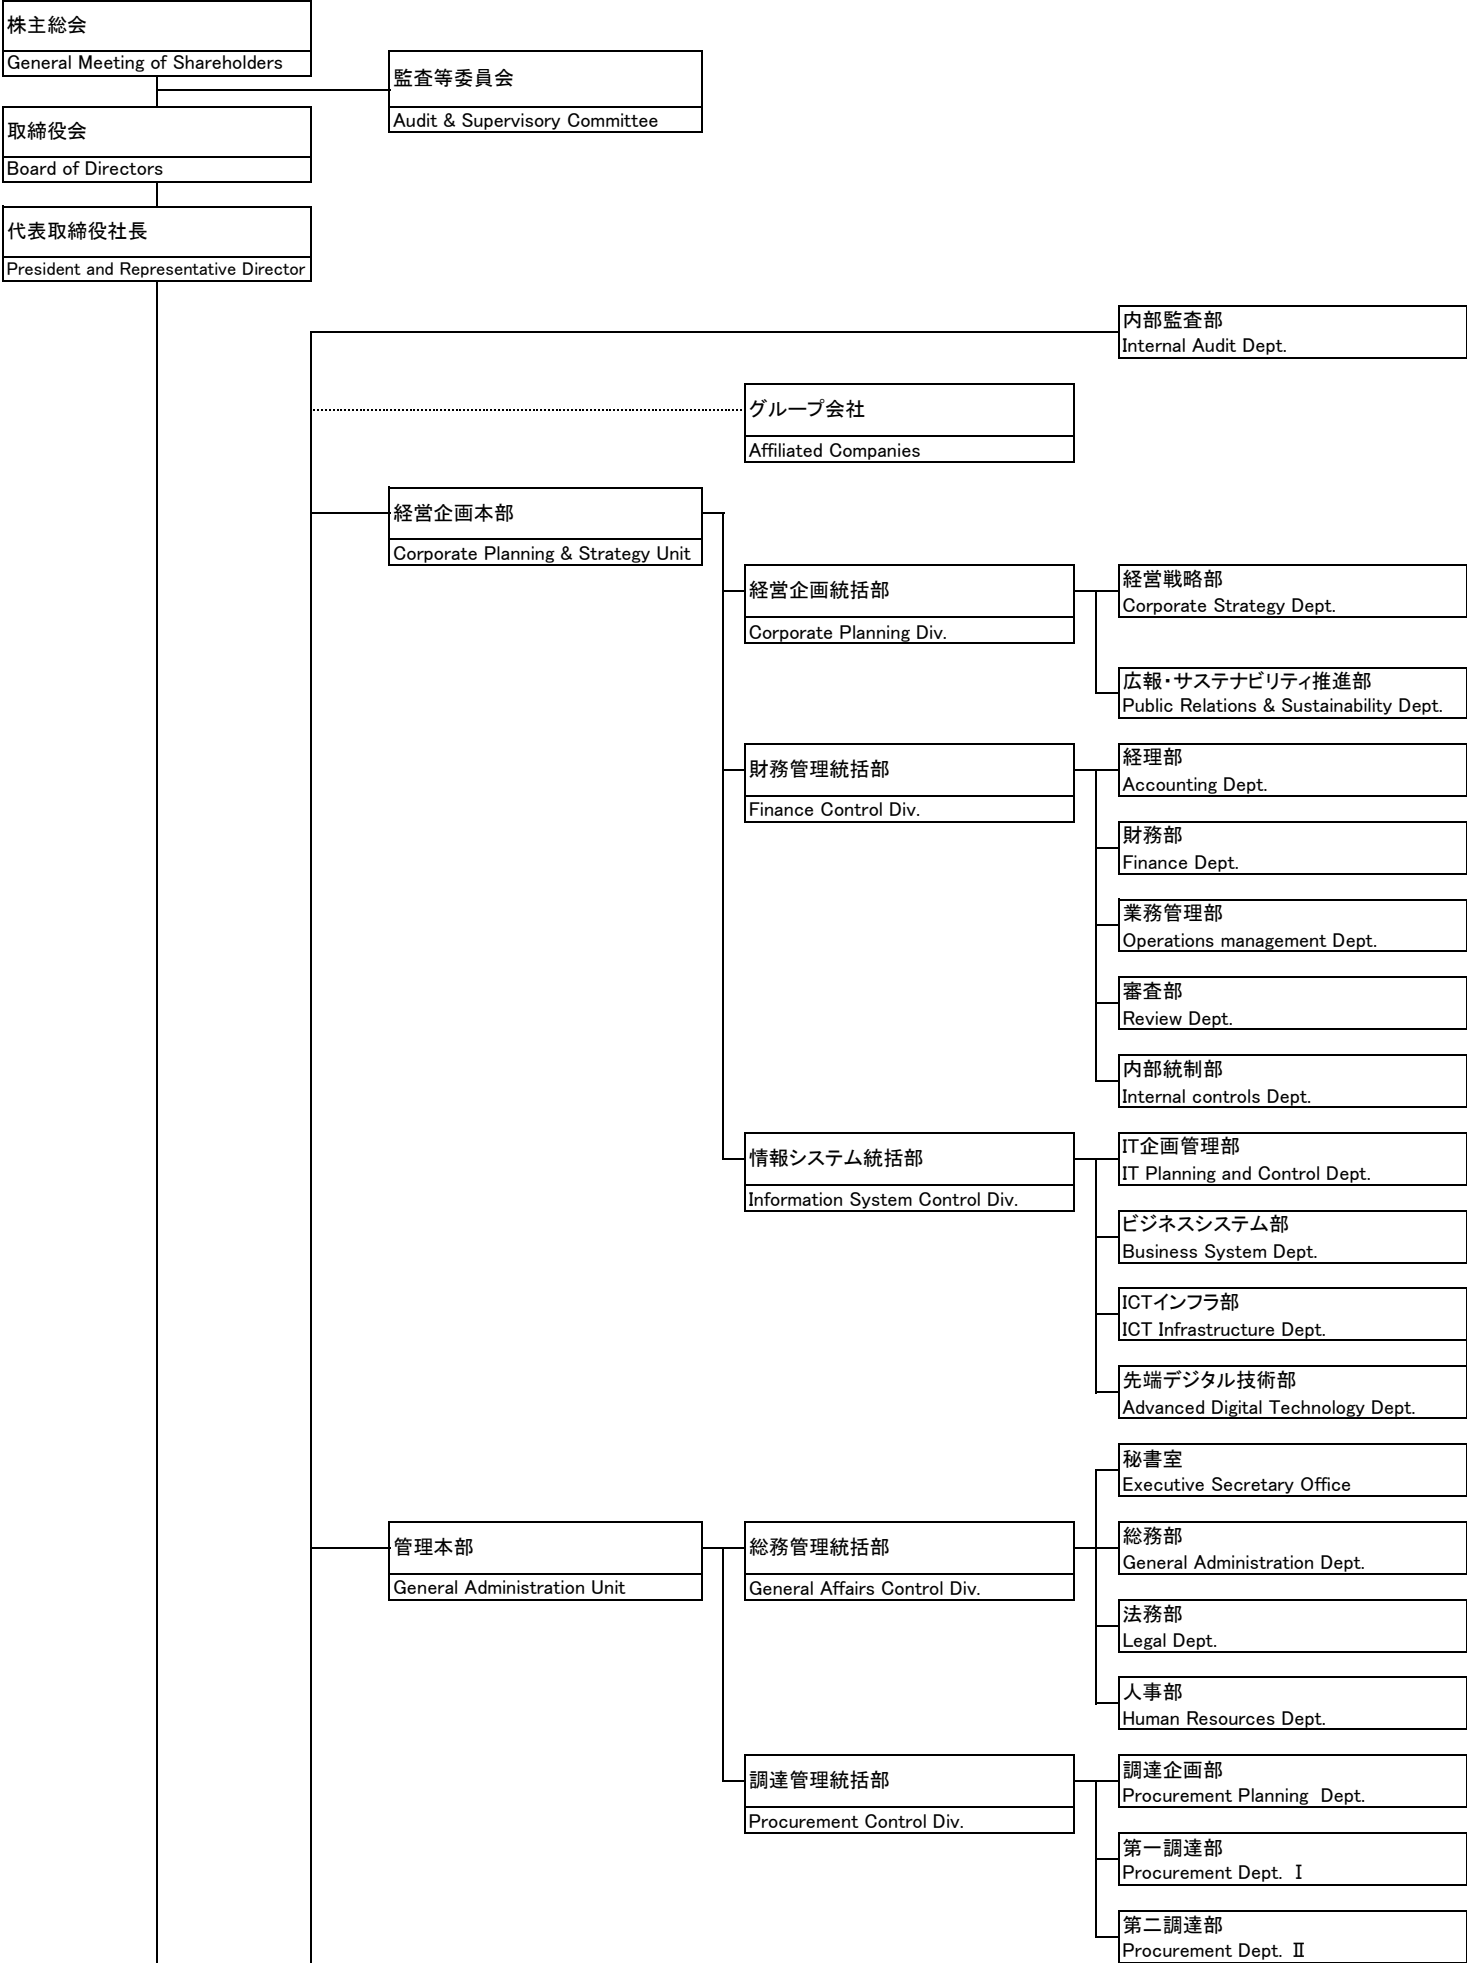 株主総会
General Meeting of Shareholders
監査等委員会
Audit & Supervisory Committee
取締役会
Board of Directors
代表取締役社長
President and Representative Director
内部監査部
Internal Audit Dept.
グループ会社
Affiliated Companies
経営企画本部
Corporate Planning & Strategy Unit
経営企画統括部
Corporate Planning Div.
経営戦略部
Corporate Strategy Dept.
広報・サステナビリティ推進部
Public Relations & Sustainability Dept.
財務管理統括部
Finance Control Div.
経理部
Accounting Dept.
財務部
Finance Dept.
業務管理部
Operations management Dept.
審査部
Review Dept.
内部統制部
Internal controls Dept.
情報システム統括部
Information System Control Div.
IT企画管理部
IT Planning and Control Dept.
ビジネスシステム部
Business System Dept.
ICTインフラ部
ICT Infrastructure Dept.
先端デジタル技術部
Advanced Digital Technology Dept.
秘書室
Executive Secretary Office
管理本部
General Administration Unit
総務管理統括部
General Affairs Control Div.
総務部
General Administration Dept.
法務部
Legal Dept.
人事部
Human Resources Dept.
調達管理統括部
Procurement Control Div.
調達企画部
Procurement Planning Dept.
第一調達部
Procurement Dept. Ⅰ
第二調達部
Procurement Dept. Ⅱ